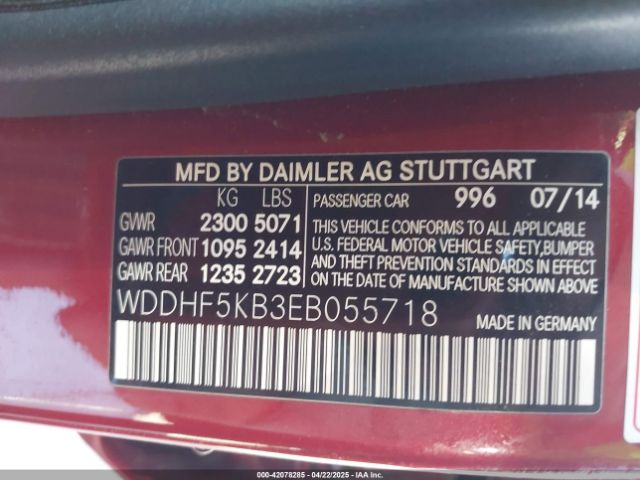 MFD BY DAIMLER AG STUTTGART
KG LBS PASSENGER CAR 996 07/14
GVWR 2300 5071
GAWR FRONT 1095 2414
GAWR REAR 1235 2723
THIS VEHICLE CONFORMS TO ALL APPLICABLE
U.S. FEDERAL MOTOR VEHICLE SAFETY,BUMPER
AND THEFT PREVENTION STANDARDS IN EFFECT
ON THE DATE OF MANUFACTURE SHOWN ABOVE
WDDHF5KB3EB055718 MADE IN GERMANY
000-42078285 - 04/22/2025 - IAAI.COM